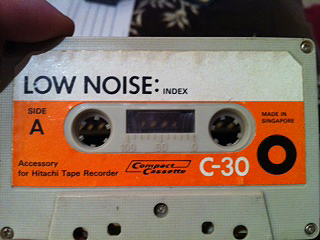 LOW NOISE: INDEX
SIDE
A
MADE IN
SINGAPORE
100 50 0
Accessory
for Hitachi Tape Recorder
Compact
Cassette
C-30